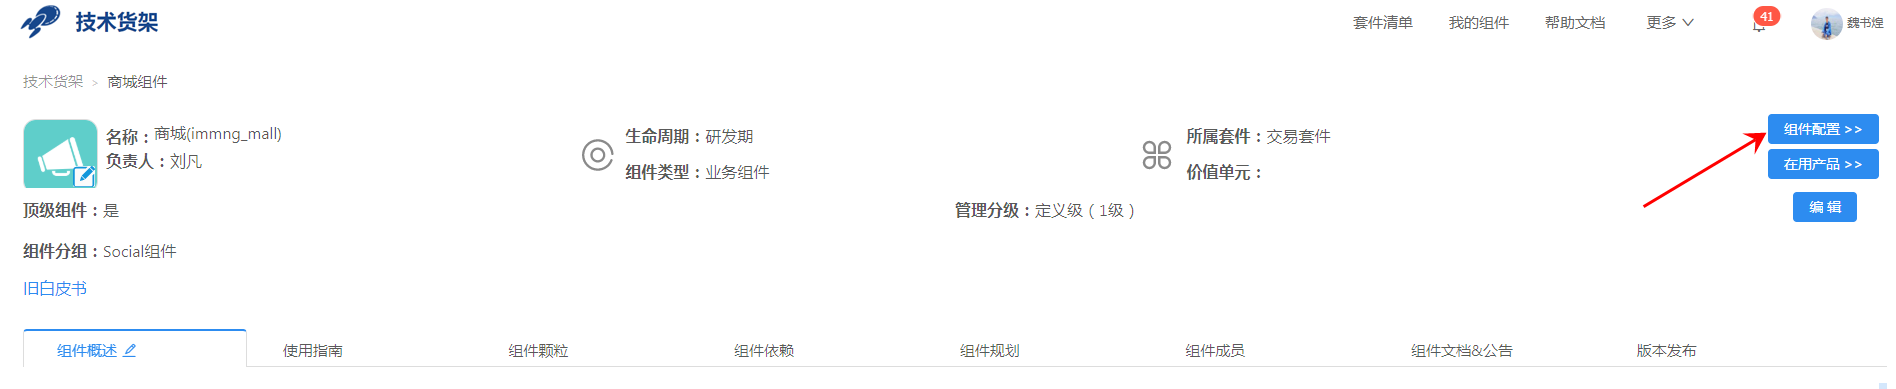 技术货架
套件清单 我的组件 帮助文档 更多 41 魏书煌
技术货架 > 商城组件
名称：商城(immng_mall)
负责人：刘凡
生命周期：研发期
组件类型：业务组件
所属套件：交易套件
价值单元：
组件配置 >>
在用产品 >>
顶级组件：是
管理分级：定义级（1级）
编 辑
组件分组：Social组件
旧白皮书
组件概述 使用指南 组件颗粒 组件依赖 组件规划 组件成员 组件文档&公告 版本发布